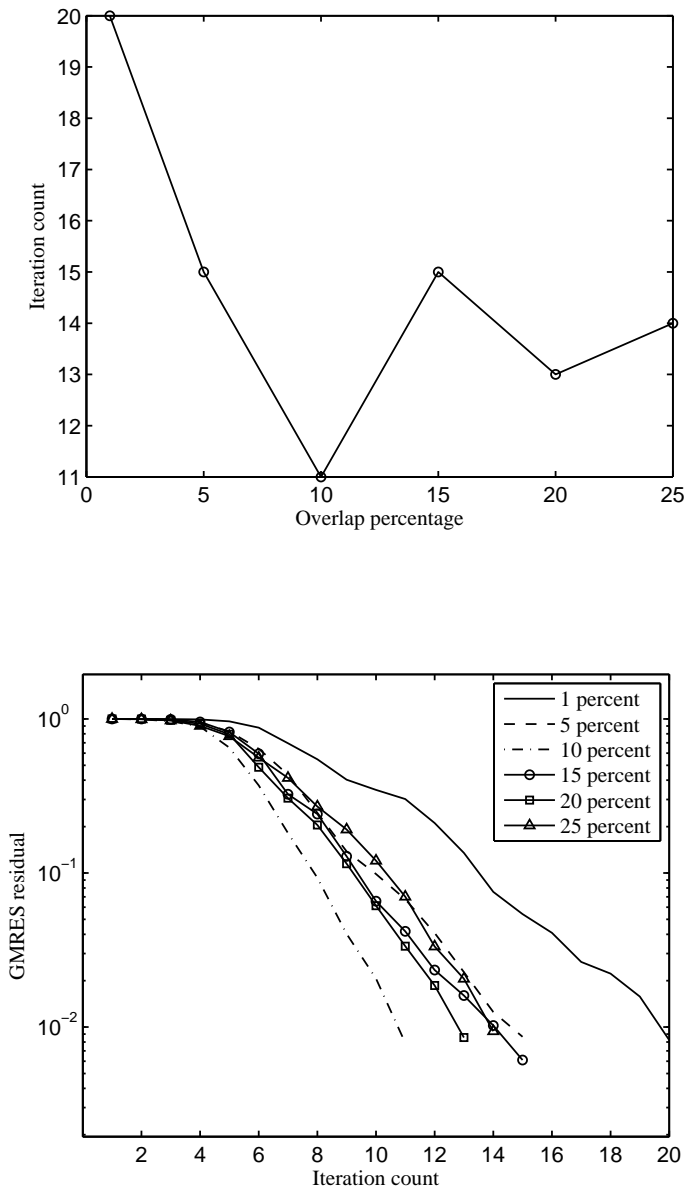 20
19
18
17
16
15
14
13
12
11
Iteration count
0 5 10 15 20 25
Overlap percentage
10^0
10^-1
10^-2
GMRES residual
1 percent
5 percent
10 percent
15 percent
20 percent
25 percent
2 4 6 8 10 12 14 16 18 20
Iteration count